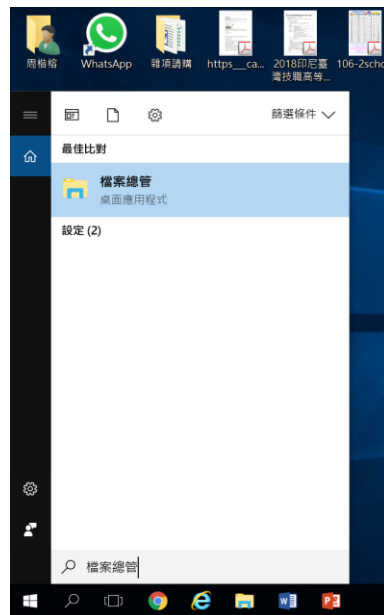 周楷榕
WhatsApp
雜項請購
https___ca...
2018印尼臺
灣技職高等...
106-2scho
篩選條件
最佳比對
檔案總管
桌面應用程式
設定 (2)
檔案總管